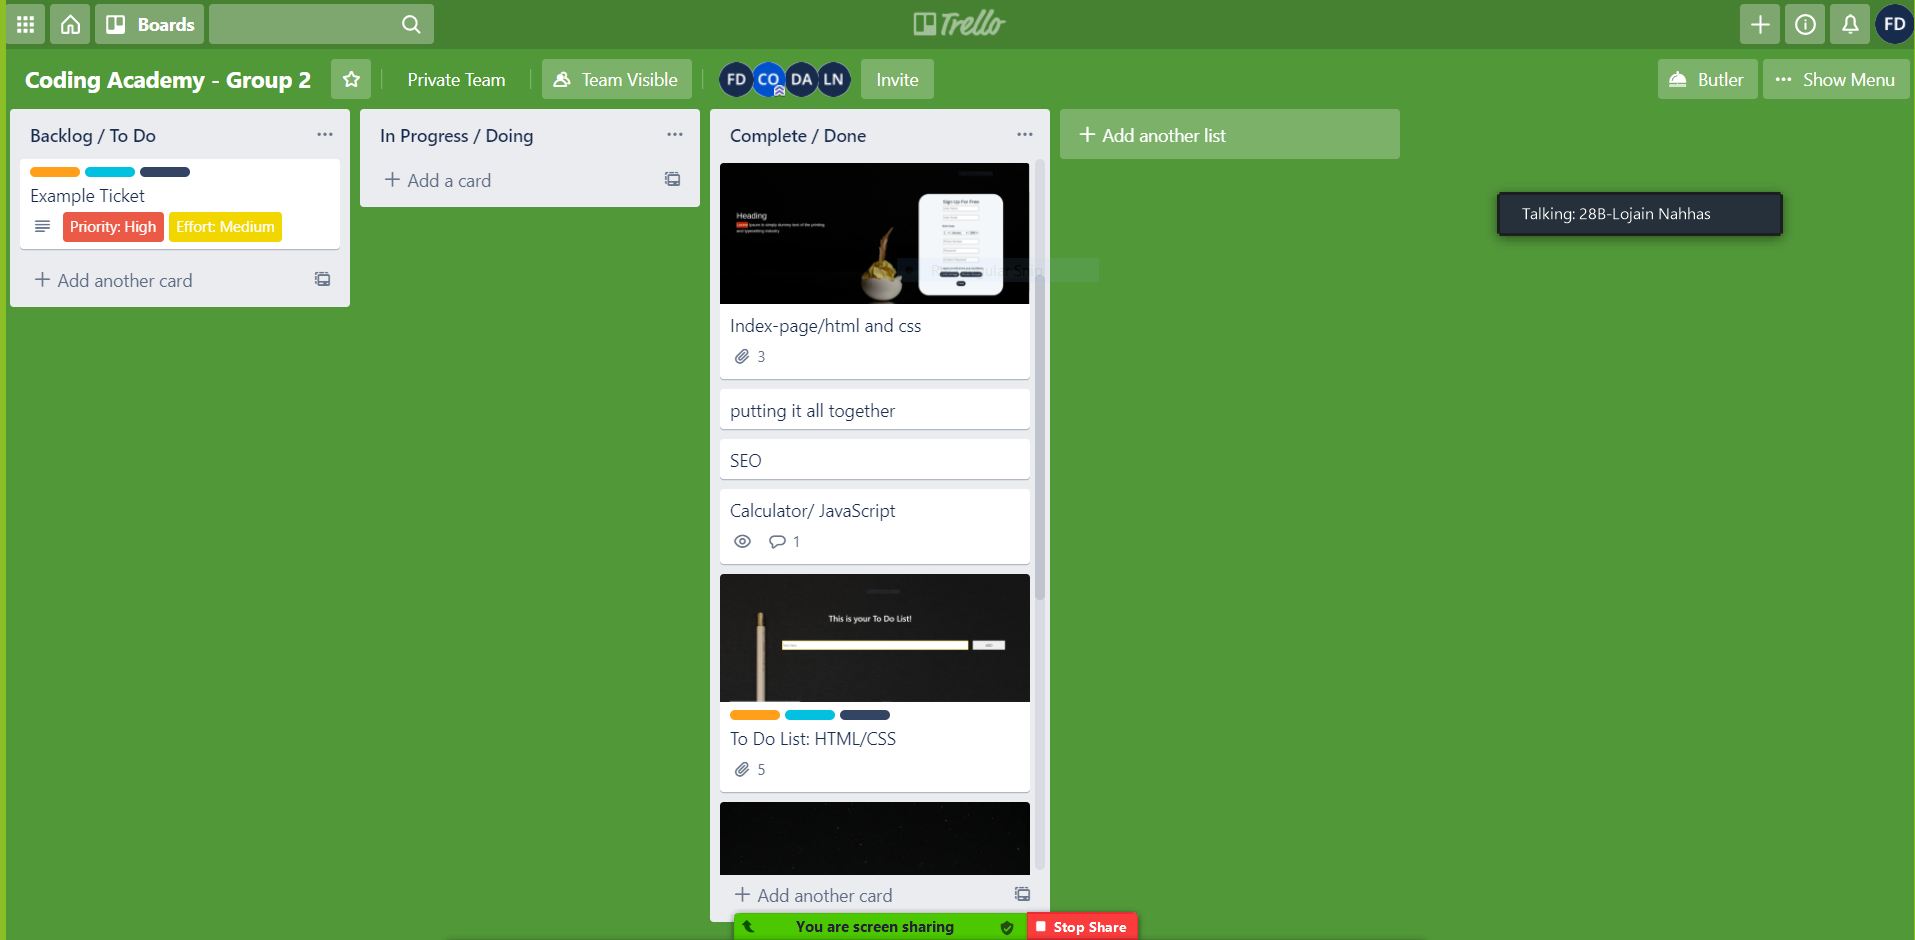 Boards
Trello
FD
Coding Academy - Group 2
Private Team
Team Visible
FD CO DA LN
Invite
Butler
Show Menu
Backlog / To Do
Example Ticket
Priority: High
Effort: Medium
+ Add another card
In Progress / Doing
+ Add a card
Complete / Done
Heading
Sign Up For Free
Index-page/html and css
3
putting it all together
SEO
Calculator/ JavaScript
1
This is your To Do List!
To Do List: HTML/CSS
5
+ Add another card
+ Add another list
Talking: 28B-Lojain Nahhas
You are screen sharing
Stop Share